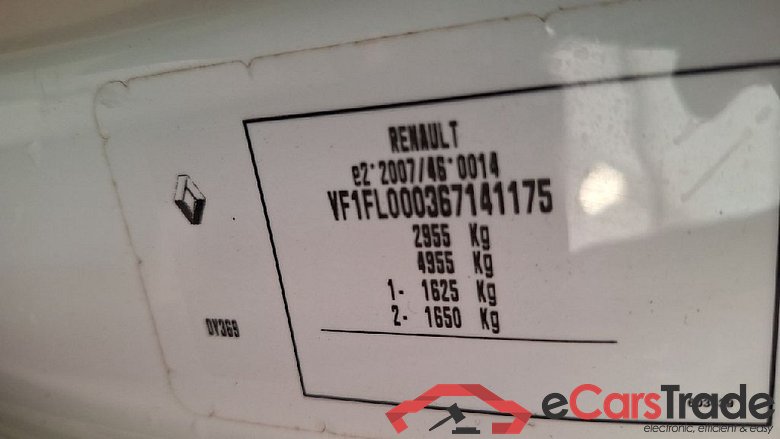 RENAULT
e2*2007/46*0014
VF1FL000367141175
2955 Kg
4955 Kg
1- 1625 Kg
2- 1650 Kg
DY369
eCarsTrade
electronic, efficient & easy